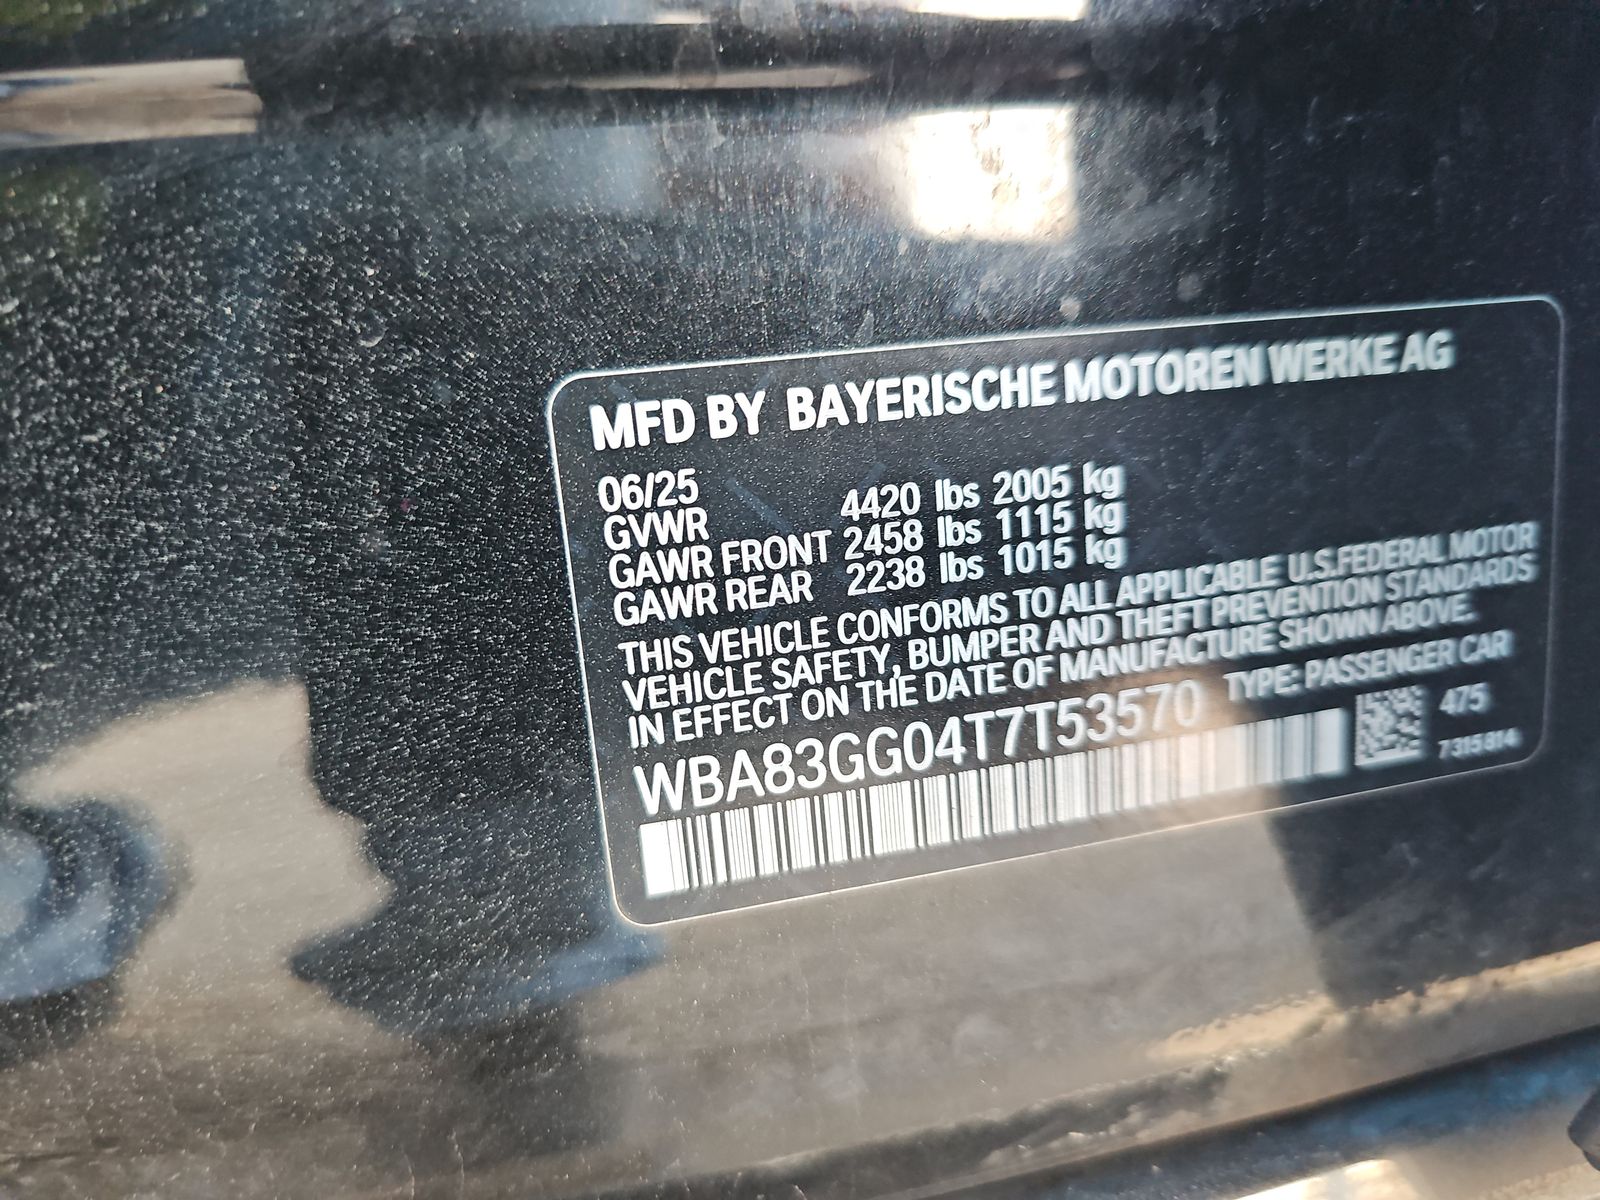 MFD BY BAYERISCHE MOTOREN WERKE AG
06/25
GVWR 4420 lbs 2005 kg
GAWR FRONT 2458 lbs 1115 kg
GAWR REAR 2238 lbs 1015 kg
THIS VEHICLE CONFORMS TO ALL APPLICABLE U.S.FEDERAL MOTOR
VEHICLE SAFETY, BUMPER AND THEFT PREVENTION STANDARDS
IN EFFECT ON THE DATE OF MANUFACTURE SHOWN ABOVE.
WBA83GG04T7T53570 TYPE: PASSENGER CAR
475
7315814